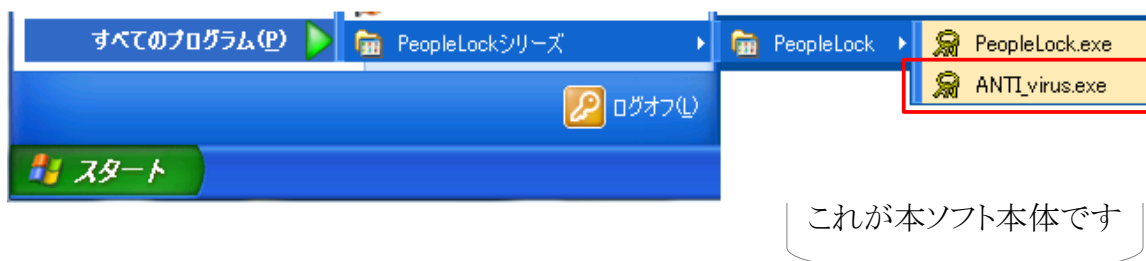 すべてのプログラム(P)
PeopleLockシリーズ
PeopleLock
PeopleLock.exe
ANTI_virus.exe
ログオフ(L)
スタート
これが本ソフト本体です